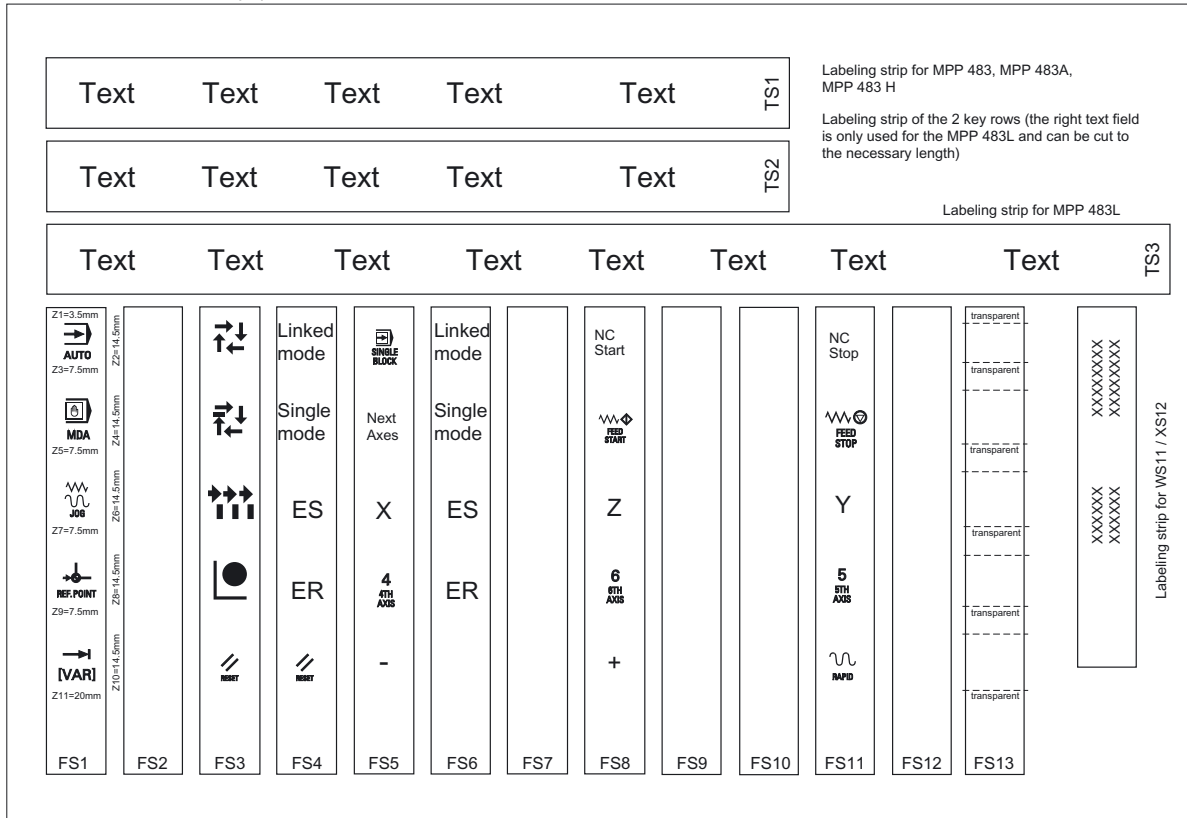 Text Text Text Text Text TS1
Labeling strip for MPP 483, MPP 483A,
MPP 483 H
Labeling strip of the 2 key rows (the right text field
is only used for the MPP 483L and can be cut to
the necessary length)
Text Text Text Text Text TS2
Labeling strip for MPP 483L
Text Text Text Text Text Text Text Text TS3
Z1=3.5mm
AUTO
Z3=7.5mm
MDA
Z5=7.5mm
JOG
Z7=7.5mm
REF.POINT
Z9=7.5mm
[VAR]
Z11=20mm
FS1
Z2=14.5mm
Z4=14.5mm
Z6=14.5mm
Z8=14.5mm
Z10=14.5mm
FS2
RESET
FS3
Linked
mode
Single
mode
ES
ER
RESET
FS4
SINGLE
BLOCK
Next
Axes
X
4
4TH
AXIS
-
FS5
Linked
mode
Single
mode
ES
ER
FS6
FS7
NC
Start
FEED
START
Z
6
6TH
AXIS
+
FS8
FS9
FS10
NC
Stop
FEED
STOP
Y
5
5TH
AXIS
RAPID
FS11
FS12
transparent
transparent
transparent
transparent
transparent
transparent
FS13
XXXXXXXX
XXXXXXXX
XXXXXX
XXXXXX
Labeling strip for WS11 / XS12